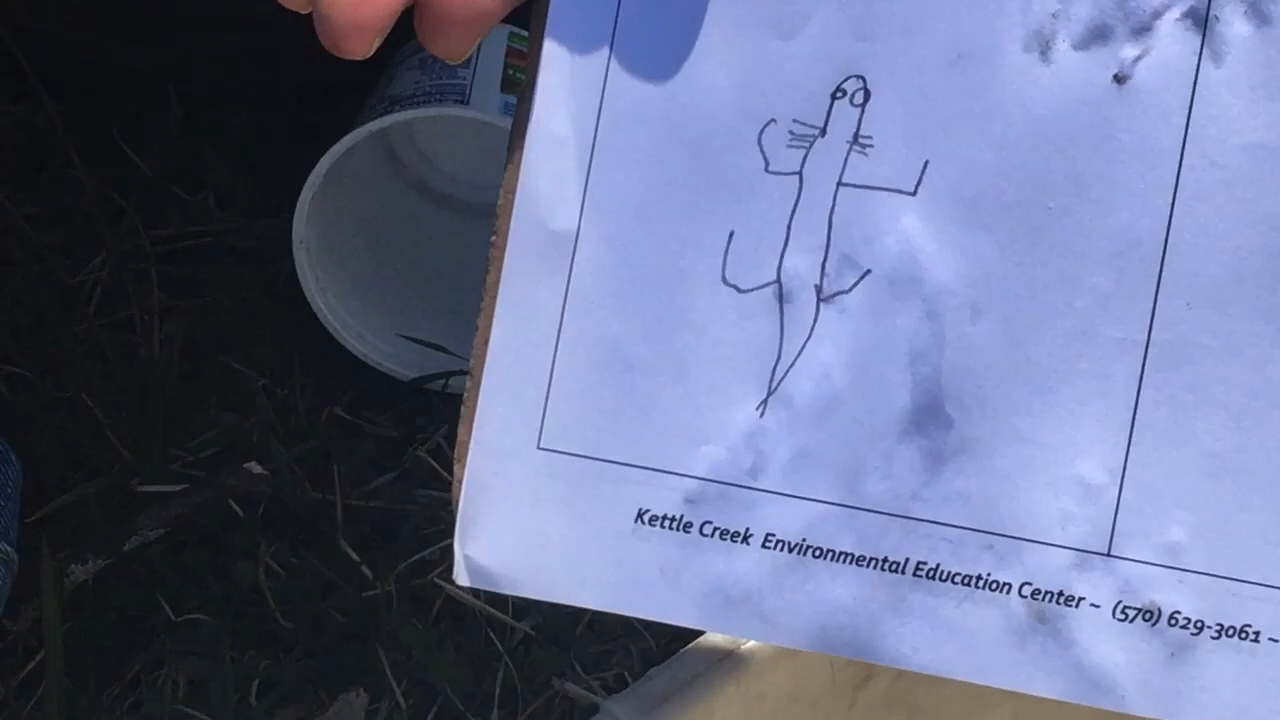 Kettle Creek Environmental Education Center ~ (570) 629-3061 ~